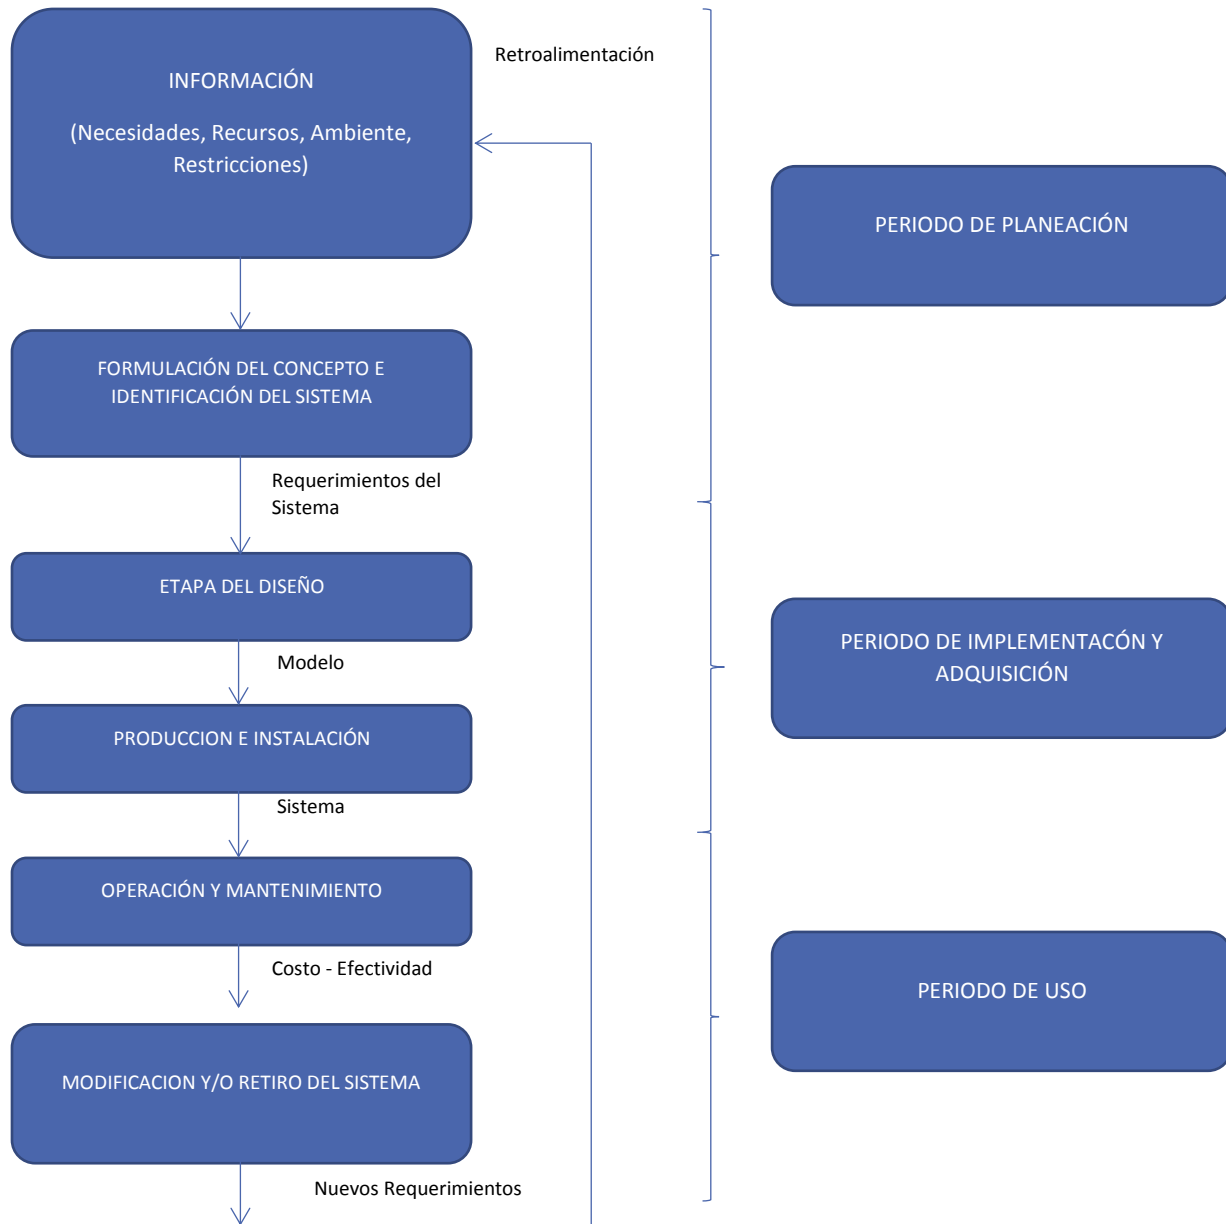 INFORMACIÓN
(Necesidades, Recursos, Ambiente,
Restricciones)
Retroalimentación
PERIODO DE PLANEACIÓN
FORMULACIÓN DEL CONCEPTO E
IDENTIFICACIÓN DEL SISTEMA
Requerimientos del
Sistema
ETAPA DEL DISEÑO
Modelo
PERIODO DE IMPLEMENTACÓN Y
ADQUISICIÓN
PRODUCCION E INSTALACIÓN
Sistema
OPERACIÓN Y MANTENIMIENTO
Costo - Efectividad
PERIODO DE USO
MODIFICACION Y/O RETIRO DEL SISTEMA
Nuevos Requerimientos